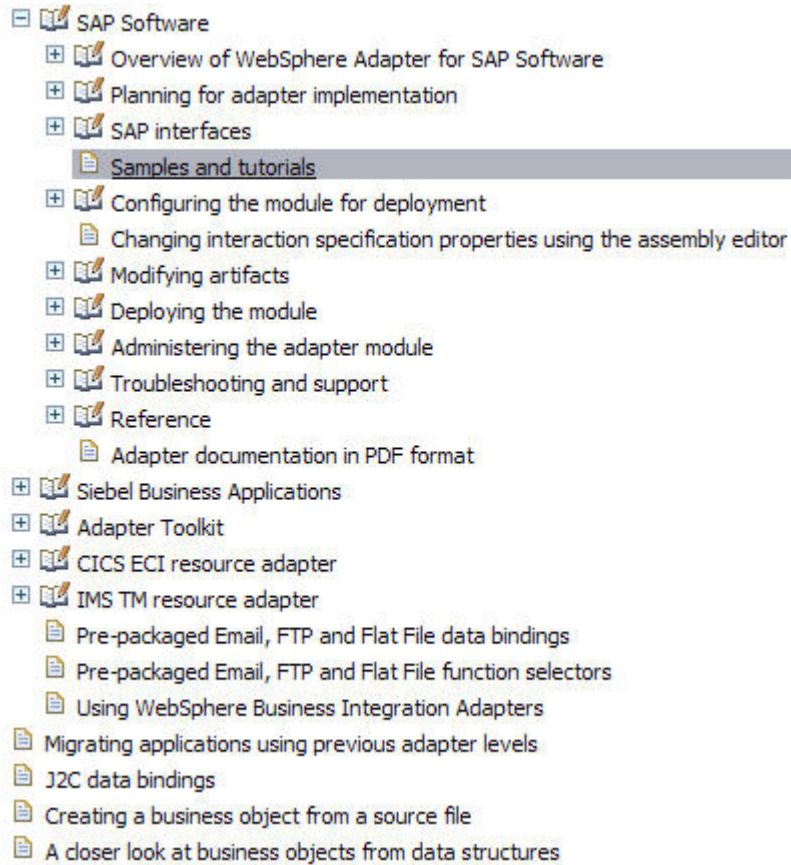 SAP Software
Overview of WebSphere Adapter for SAP Software
Planning for adapter implementation
SAP interfaces
Samples and tutorials
Configuring the module for deployment
Changing interaction specification properties using the assembly editor
Modifying artifacts
Deploying the module
Administering the adapter module
Troubleshooting and support
Reference
Adapter documentation in PDF format
Siebel Business Applications
Adapter Toolkit
CICS ECI resource adapter
IMS TM resource adapter
Pre-packaged Email, FTP and Flat File data bindings
Pre-packaged Email, FTP and Flat File function selectors
Using WebSphere Business Integration Adapters
Migrating applications using previous adapter levels
J2C data bindings
Creating a business object from a source file
A closer look at business objects from data structures